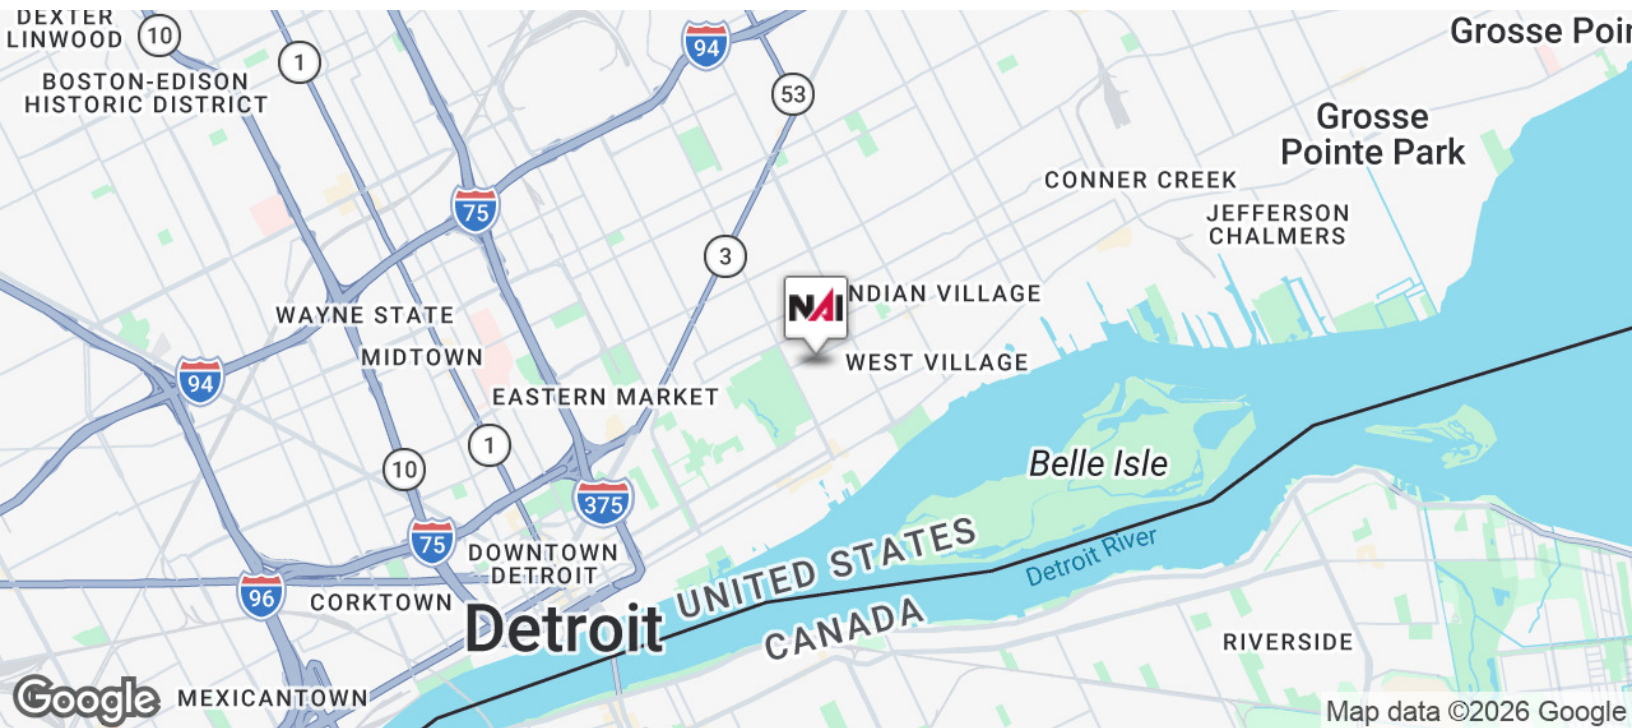 DEXTER
LINWOOD
10
1
94
53
Grosse Poin
BOSTON-EDISON
HISTORIC DISTRICT
Grosse
Pointe Park
CONNER CREEK
75
JEFFERSON
CHALMERS
3
NAI
NDIAN VILLAGE
WAYNE STATE
MIDTOWN
WEST VILLAGE
94
EASTERN MARKET
1
10
Belle Isle
375
75
DOWNTOWN
DETROIT
UNITED STATES
Detroit River
96
CORKTOWN
Detroit
CANADA
RIVERSIDE
Google
MEXICANTOWN
Map data ©2026 Google